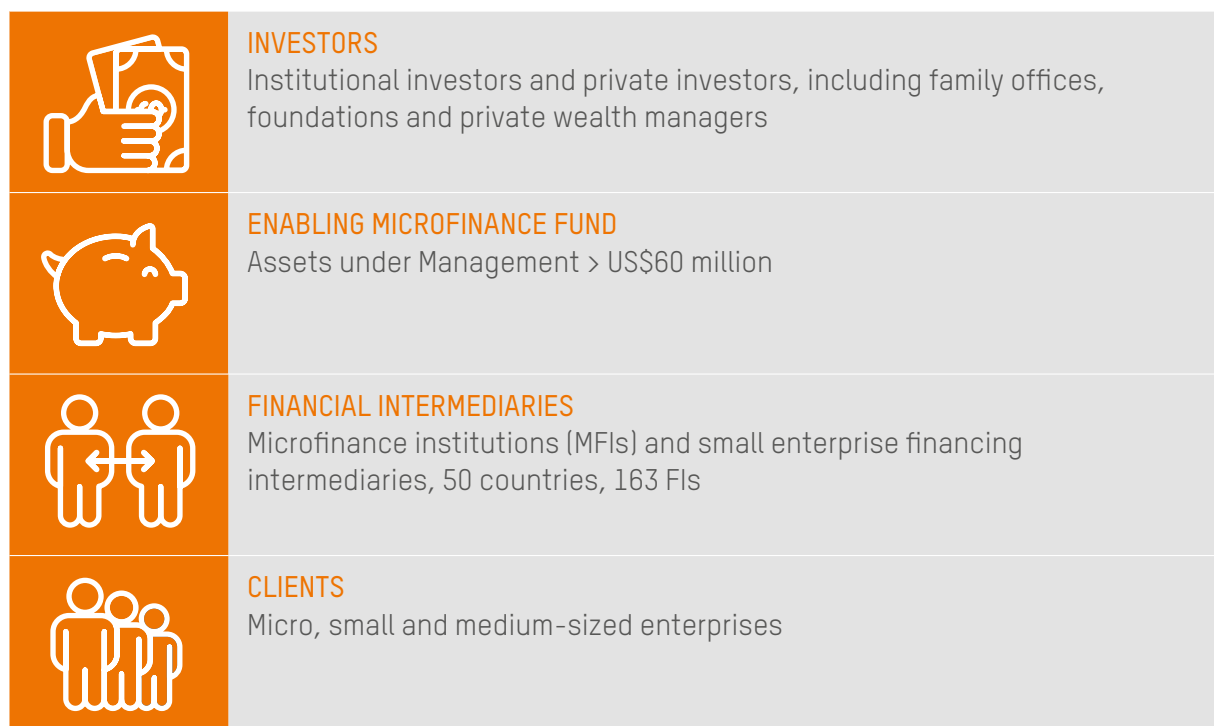 INVESTORS
Institutional investors and private investors, including family offices,
foundations and private wealth managers
ENABLING MICROFINANCE FUND
Assets under Management > US$60 million
FINANCIAL INTERMEDIARIES
Microfinance institutions (MFIs) and small enterprise financing
intermediaries, 50 countries, 163 FIs
CLIENTS
Micro, small and medium-sized enterprises